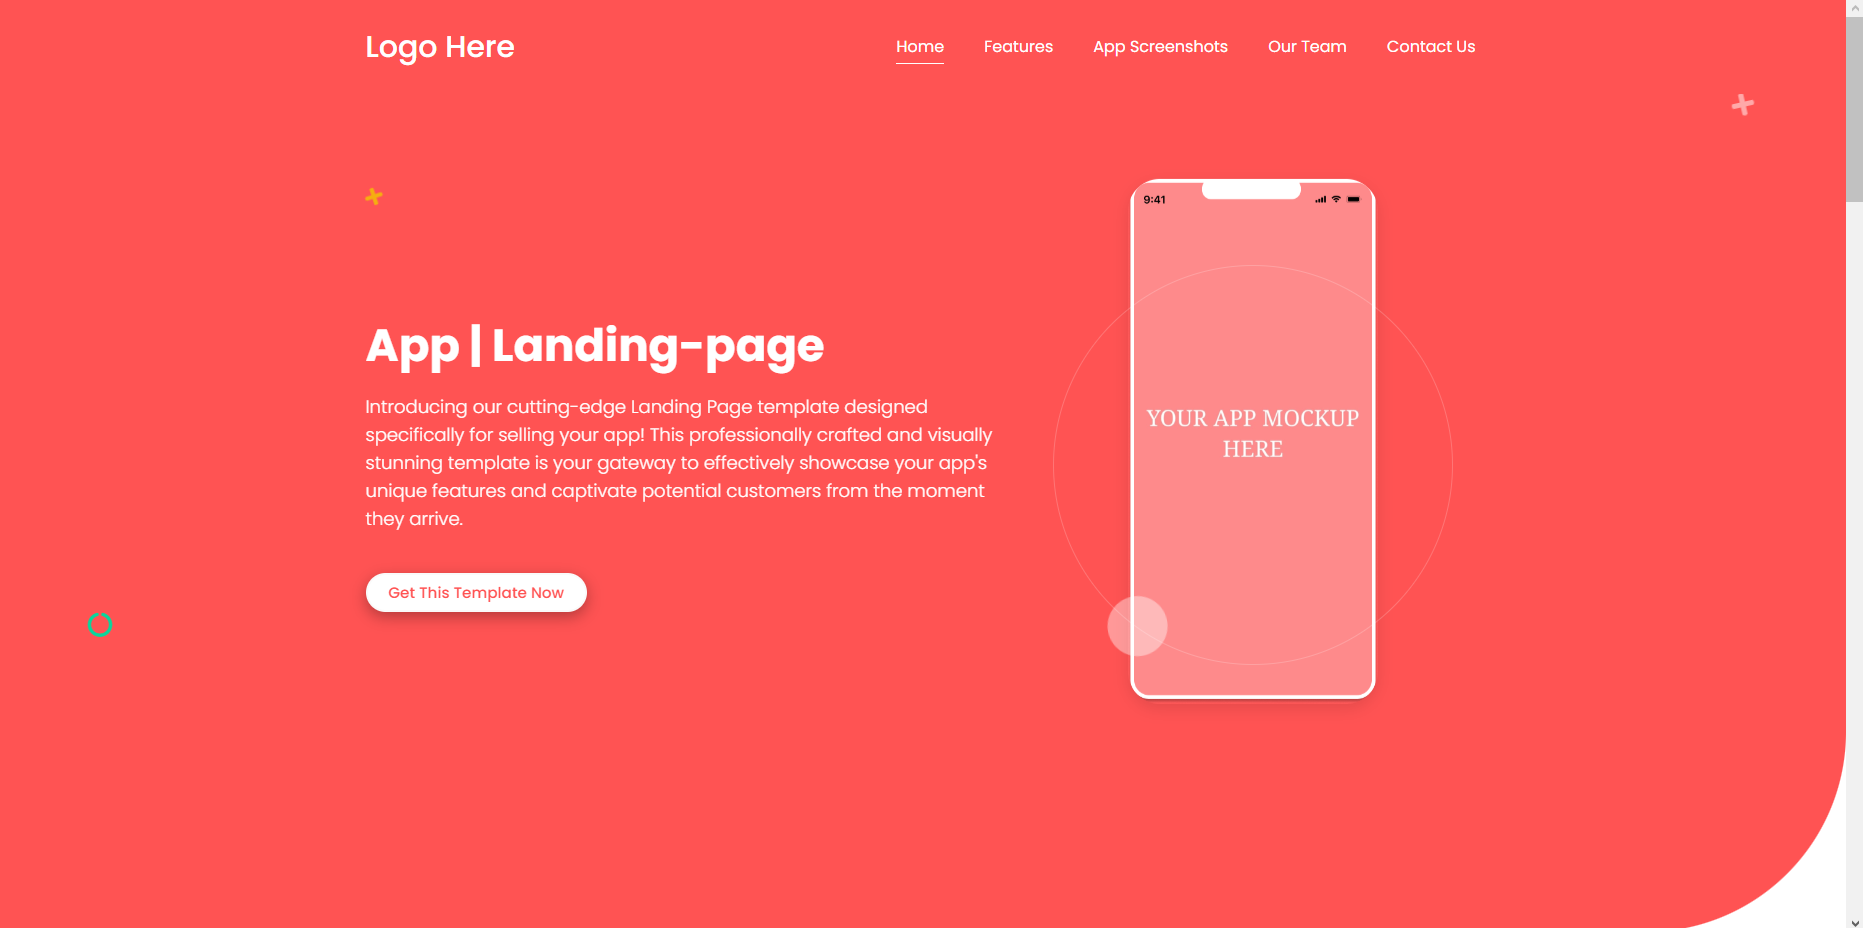 Logo Here
Home
Features
App Screenshots
Our Team
Contact Us
App | Landing-page
Introducing our cutting-edge Landing Page template designed
specifically for selling your app! This professionally crafted and visually
stunning template is your gateway to effectively showcase your app's
unique features and captivate potential customers from the moment
they arrive.
Get This Template Now
9:41
YOUR APP MOCKUP
HERE